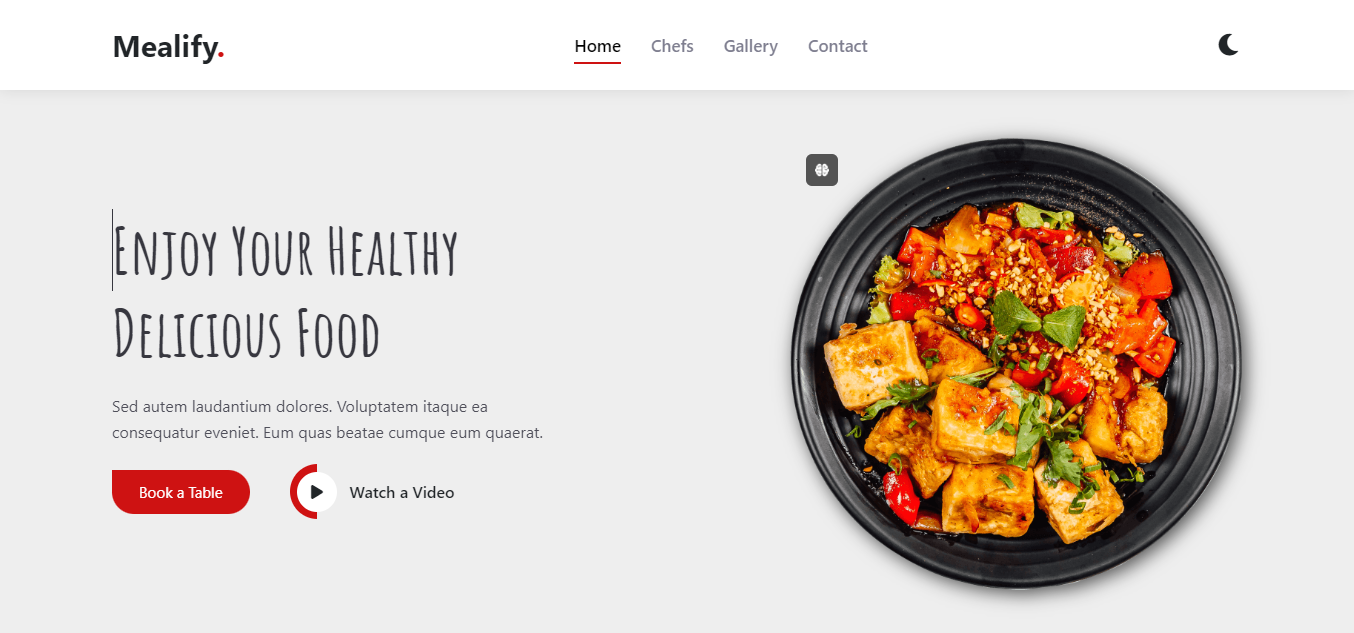 Mealify.
Home Chefs Gallery Contact
Enjoy Your Healthy
Delicious Food
Sed autem laudantium dolores. Voluptatem itaque ea
consequatur eveniet. Eum quas beatae cumque eum quaerat.
Book a Table
Watch a Video